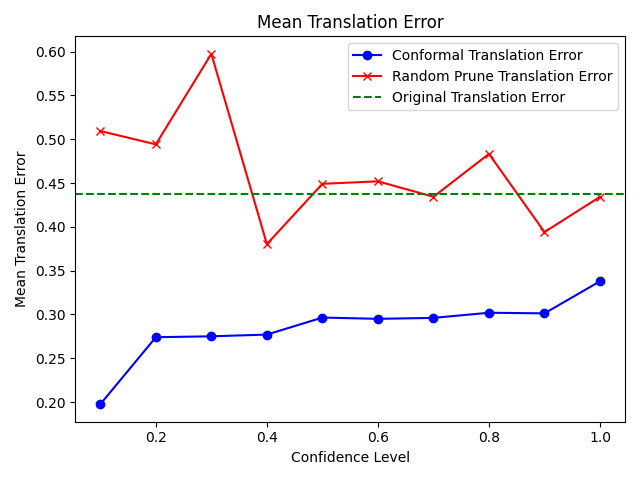 Mean Translation Error
Conformal Translation Error
Random Prune Translation Error
Original Translation Error
Mean Translation Error
0.60
0.55
0.50
0.45
0.40
0.35
0.30
0.25
0.20
0.2 0.4 0.6 0.8 1.0
Confidence Level